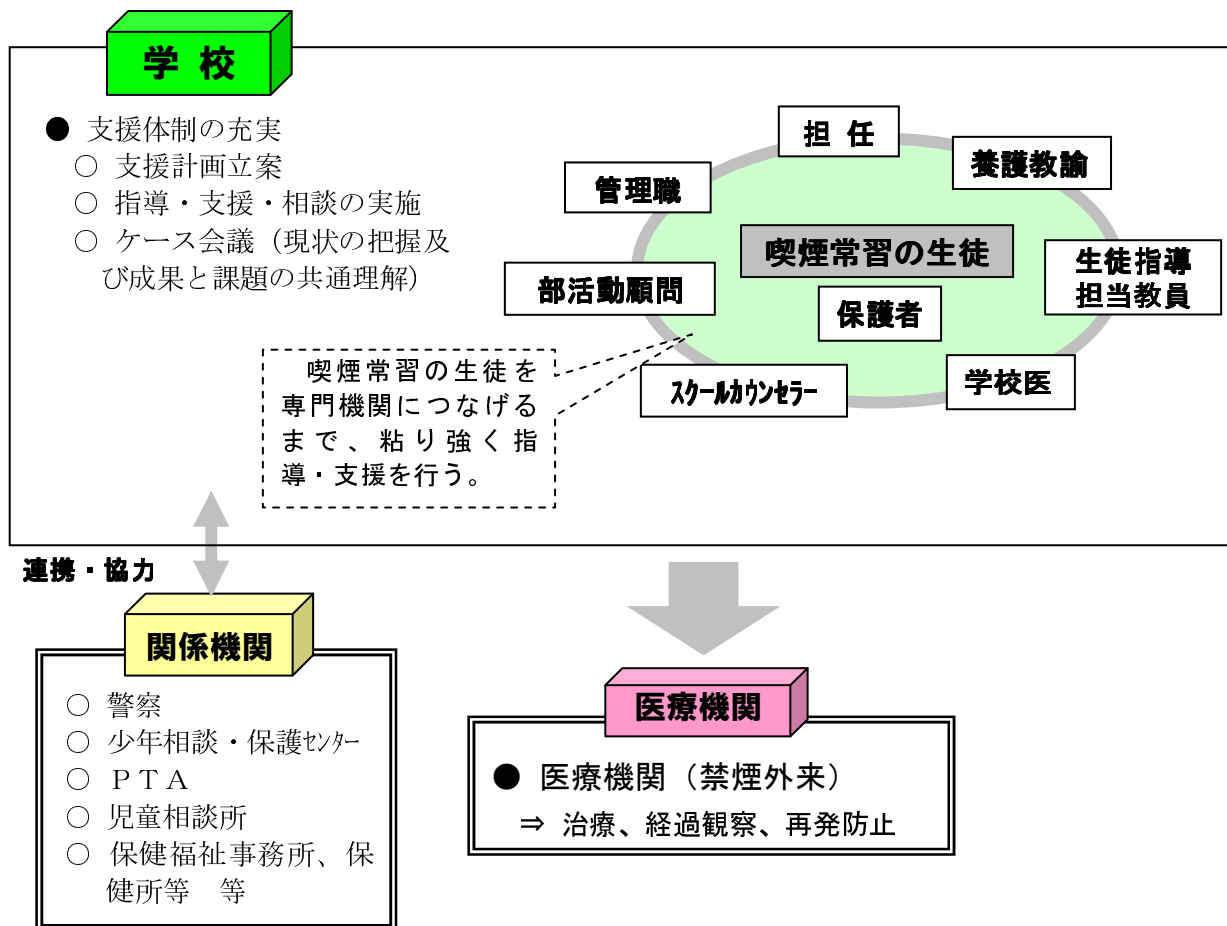 学 校
● 支援体制の充実
○ 支援計画立案
○ 指導・支援・相談の実施
○ ケース会議（現状の把握及
び成果と課題の共通理解）
担 任
養護教諭
管理職
喫煙常習の生徒
生徒指導
担当教員
部活動顧問
保護者
スクールカウンセラー
学校医
喫煙常習の生徒を
専門機関につなげる
まで、粘り強く指
導・支援を行う。
連携・協力
関係機関
○ 警察
○ 少年相談・保護ｾﾝﾀｰ
○ ＰＴＡ
○ 児童相談所
○ 保健福祉事務所、保
健所等　等
医療機関
● 医療機関（禁煙外来）
⇒ 治療、経過観察、再発防止